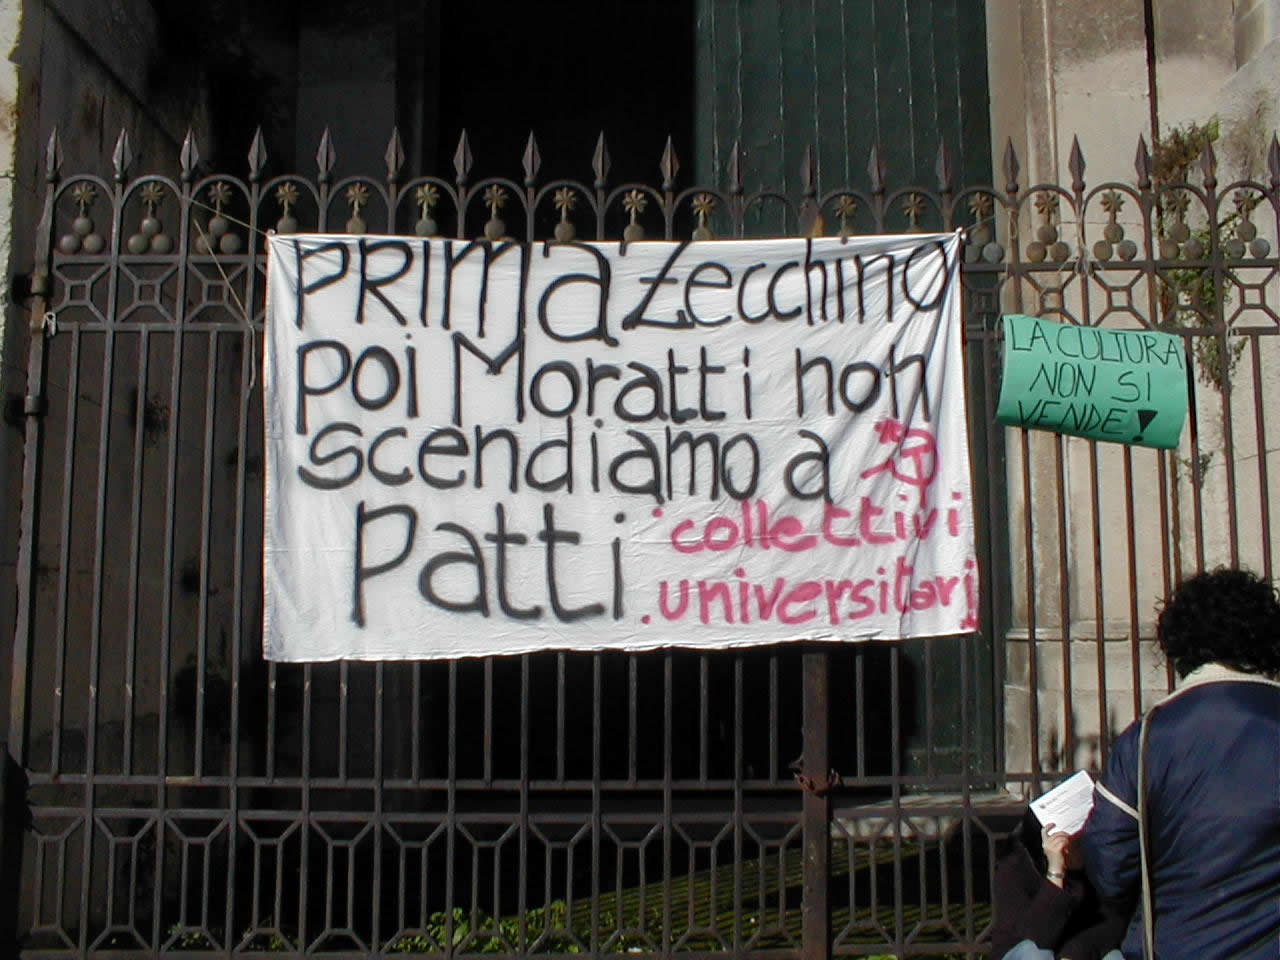 PRIMA Zecchino
poi Moratti non
scendiamo a
Patti
collettivi
universitari
LA CULTURA
NON SI
VENDE!